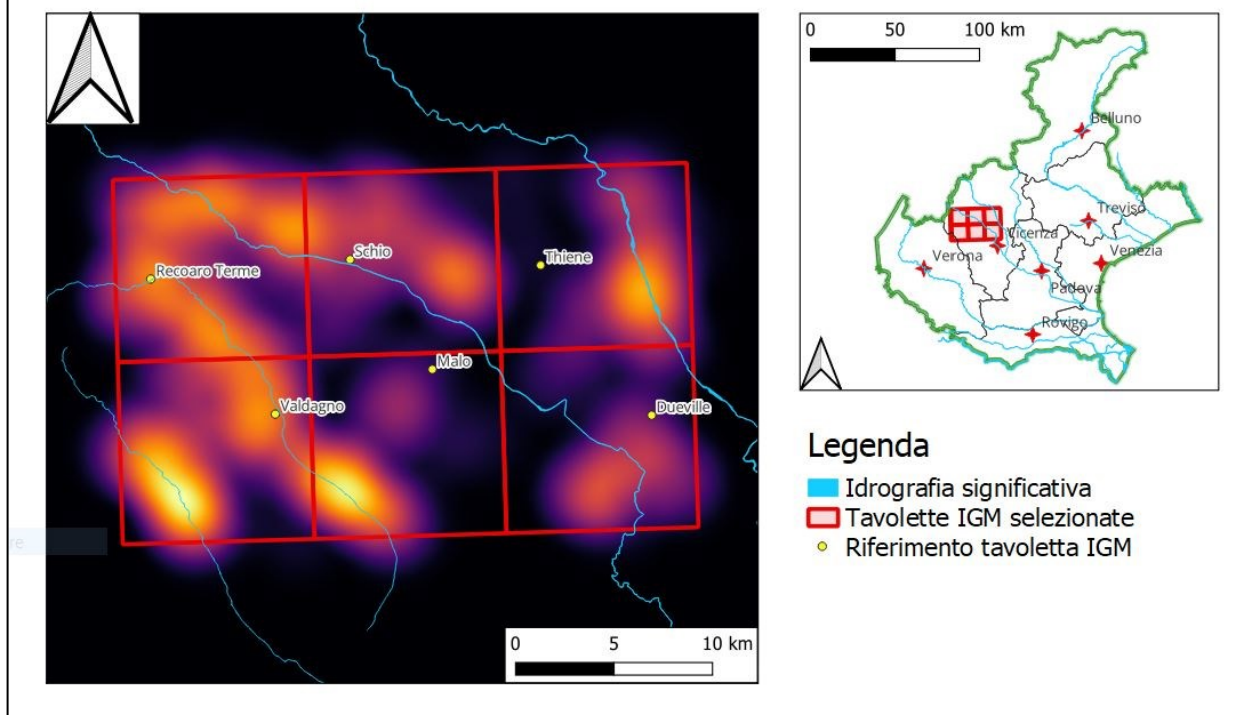 Recoaro Terme
Schio
Thiene
Malo
Valdagno
Dueville
0 5 10 km
re
0 50 100 km
Belluno
Treviso
Vicenza
Venezia
Verona
Padova
Rovigo
Legenda
Idrografia significativa
Tavolette IGM selezionate
Riferimento tavoletta IGM